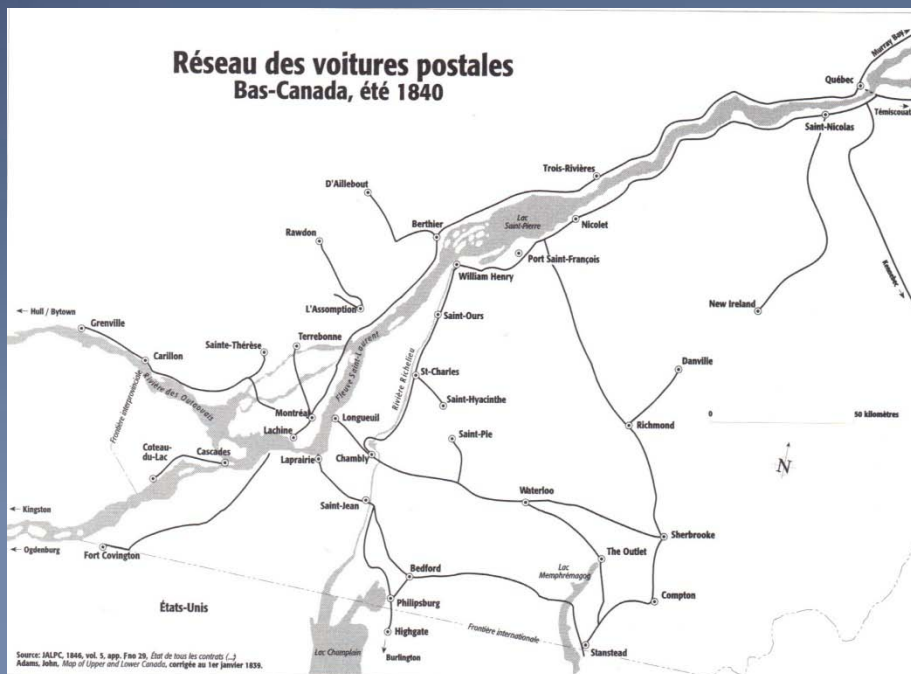 Réseau des voitures postales
Bas-Canada, été 1840
Murray Bay
Québec
Témiscouata
Saint-Nicolas
Trois-Rivières
D'Aillebout
Lac
Saint-Pierre
Nicolet
Berthier
Rawdon
Port Saint-François
William Henry
Kennebec
New Ireland
L'Assomption
Saint-Ours
Hull / Bytown
Grenville
Sainte-Thérèse
Terrebonne
Fleuve Saint-Laurent
Rivière Richelieu
Carillon
Rivière des Outaouais
Danville
St-Charles
Frontière interprovinciale
Saint-Hyacinthe
Montréal
Longueuil
0
50 kilomètres
Lachine
Richmond
Saint-Pie
Coteau-
du-Lac
Cascades
Laprairie
Chambly
N
Waterloo
Saint-Jean
Kingston
Sherbrooke
Ogdenburg
Fort Covington
The Outlet
Bedford
Lac
Memphrémagog
Compton
États-Unis
Philipsburg
Highgate
Frontière internationale
Stanstead
Lac Champlain
Burlington
Source: JALPC, 1846, vol. 5, app. Fno 29, État de tous les contrats (...)
Adams, John, Map of Upper and Lower Canada, corrigée au 1er janvier 1839.